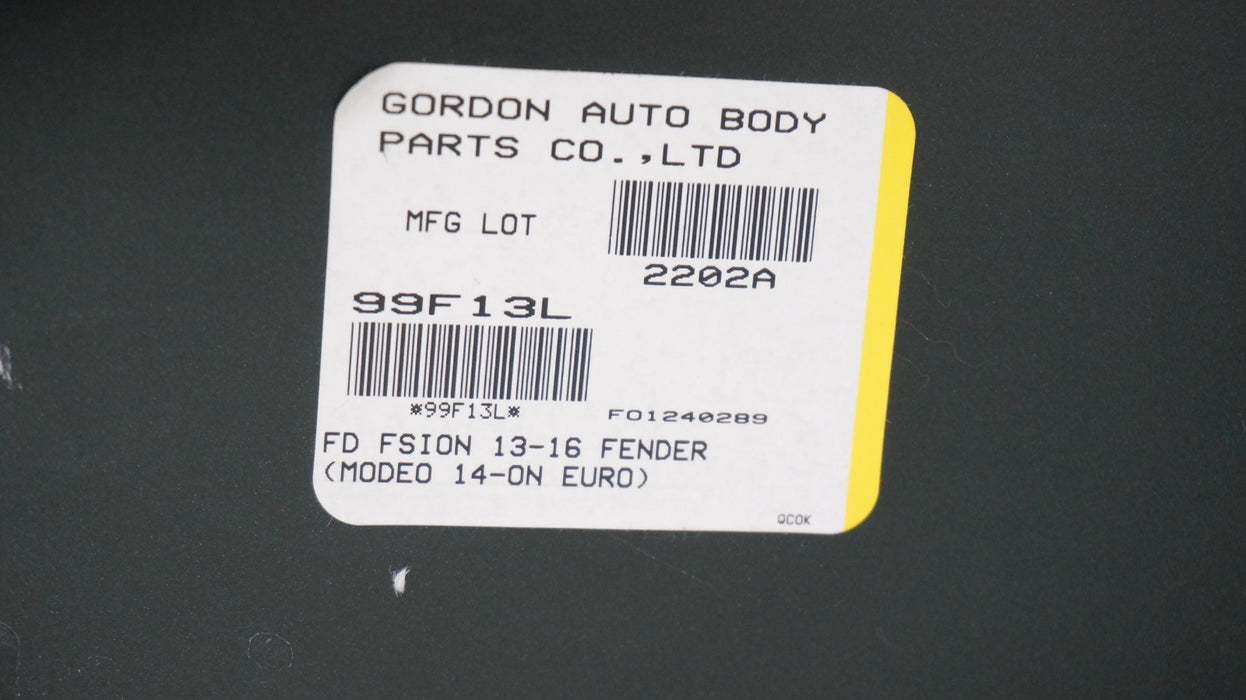 GORDON AUTO BODY
PARTS CO.,LTD
MFG LOT
2202A
99F13L
*99F13L*
FO1240289
FD FSION 13-16 FENDER
(MODEO 14-ON EURO)
QCOK